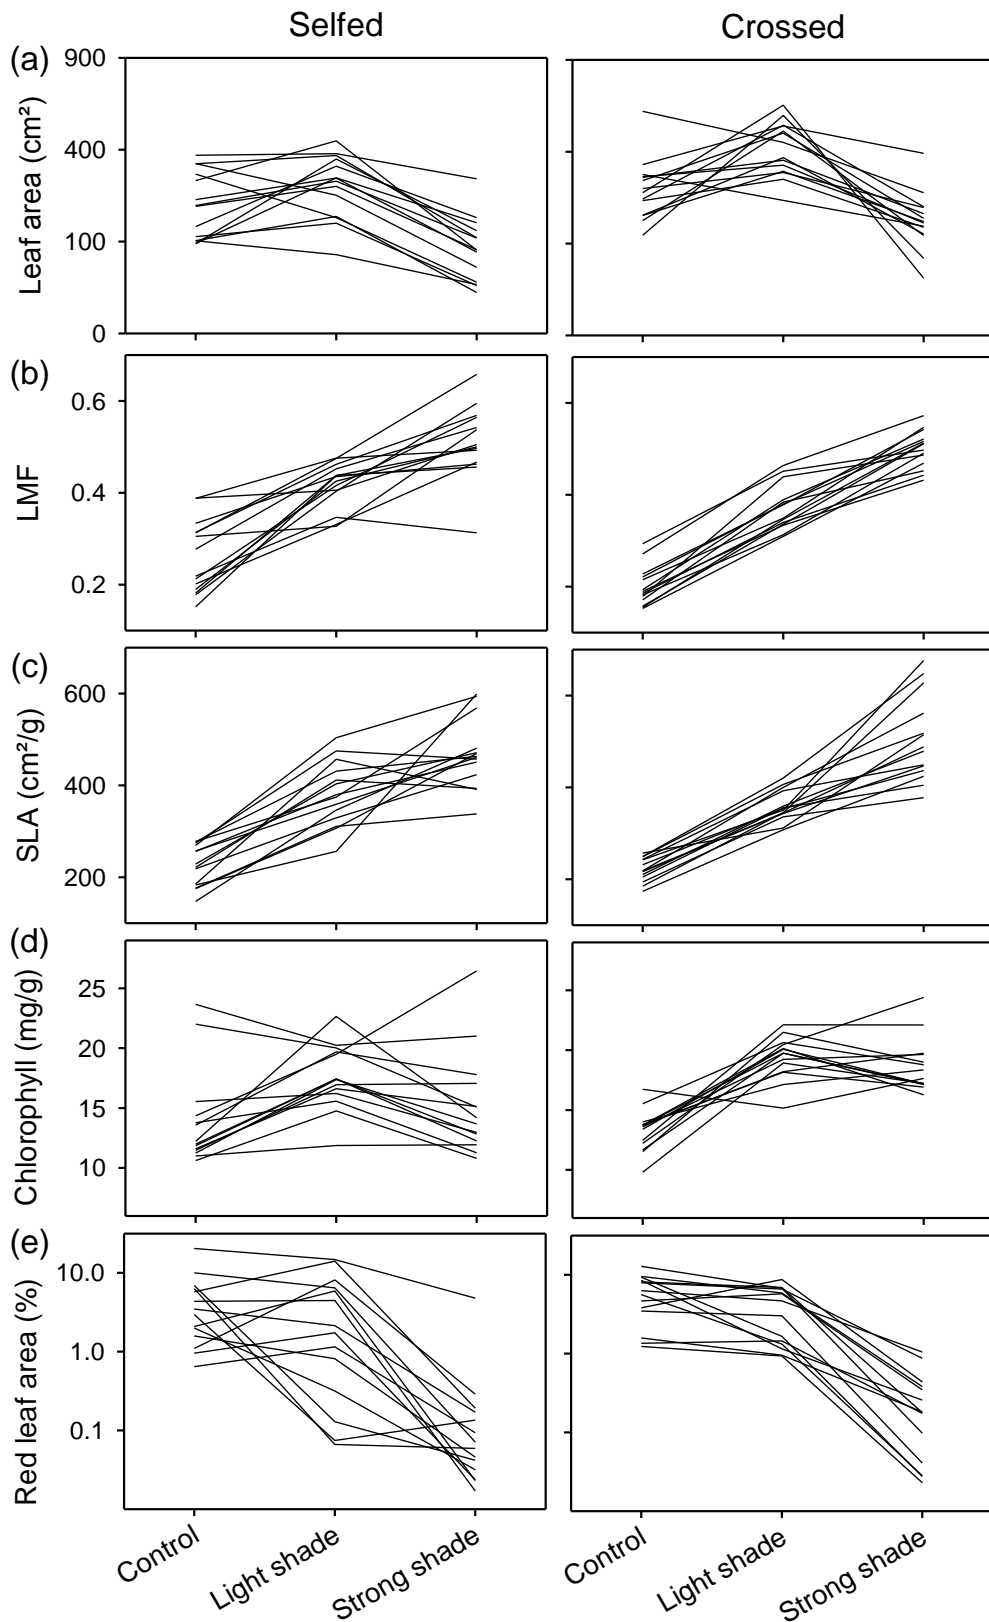 Selfed Crossed
(a)
Leaf area (cm²)
900
400
100
0
(b)
LMF
0.6
0.4
0.2
(c)
SLA (cm²/g)
600
400
200
(d)
Chlorophyll (mg/g)
25
20
15
10
(e)
Red leaf area (%)
10.0
1.0
0.1
Control Light shade Strong shade Control Light shade Strong shade